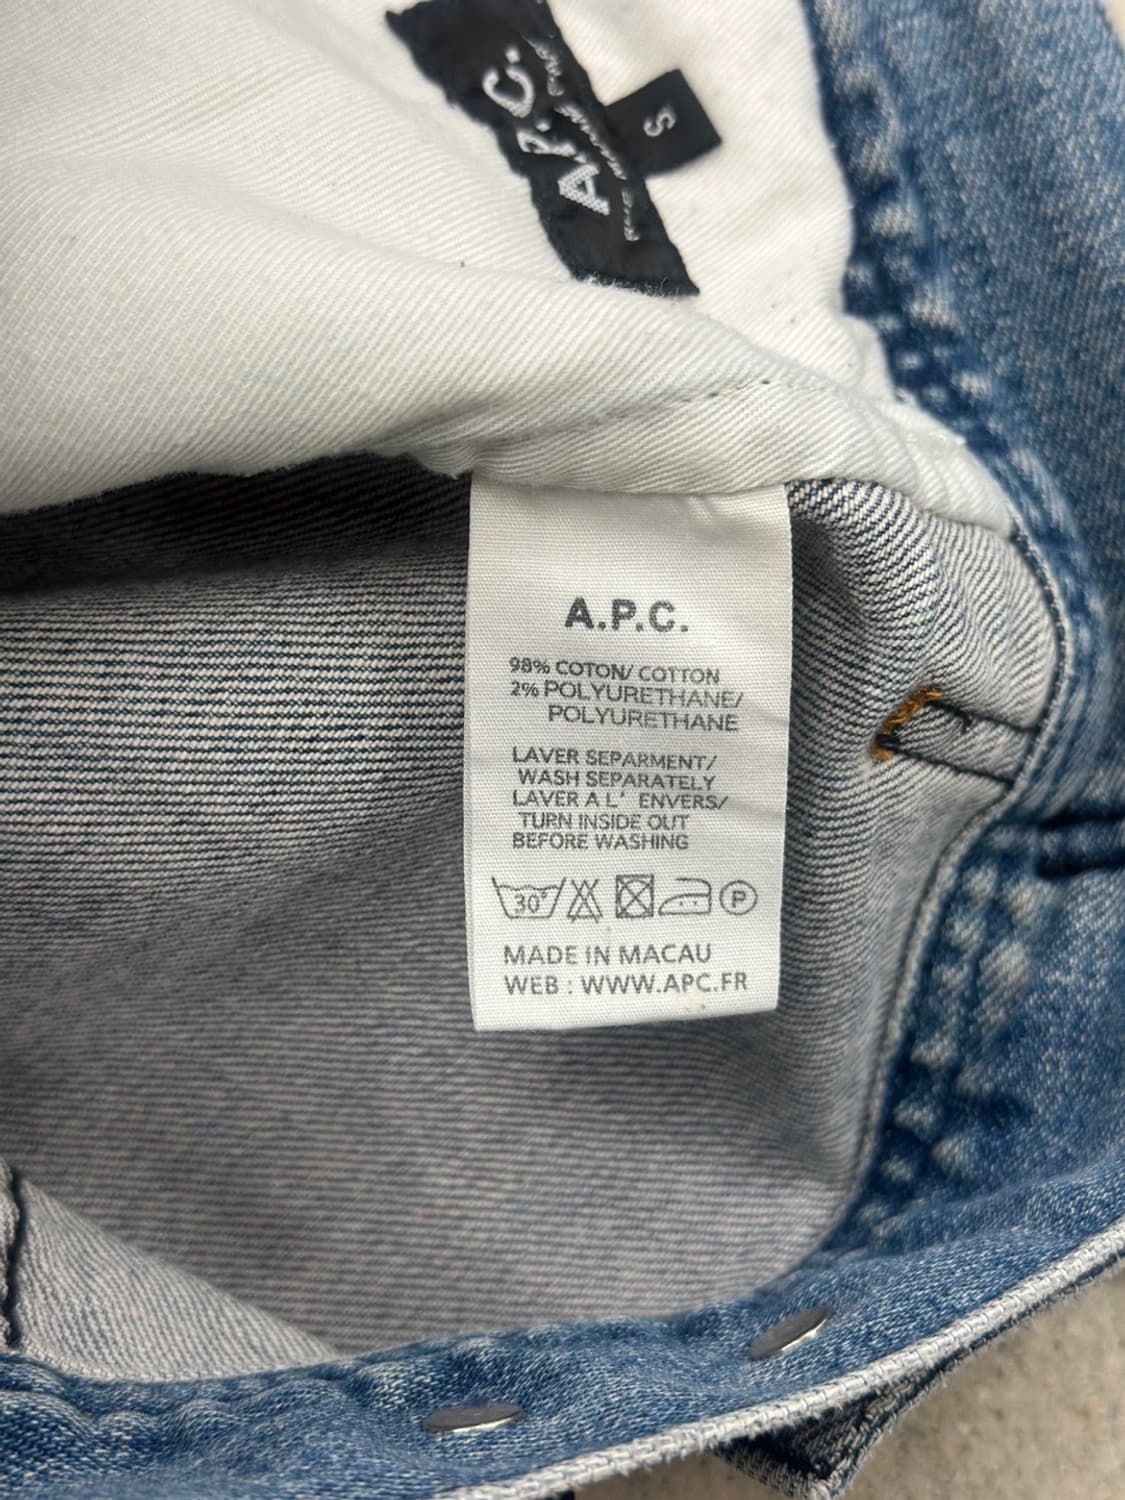 A.P.C.
S
A.P.C.
98% COTON/ COTTON
2% POLYURETHANE/
POLYURETHANE
LAVER SEPARMENT/
WASH SEPARATELY
LAVER A L' ENVERS/
TURN INSIDE OUT
BEFORE WASHING
30°
P
MADE IN MACAU
WEB : WWW.APC.FR